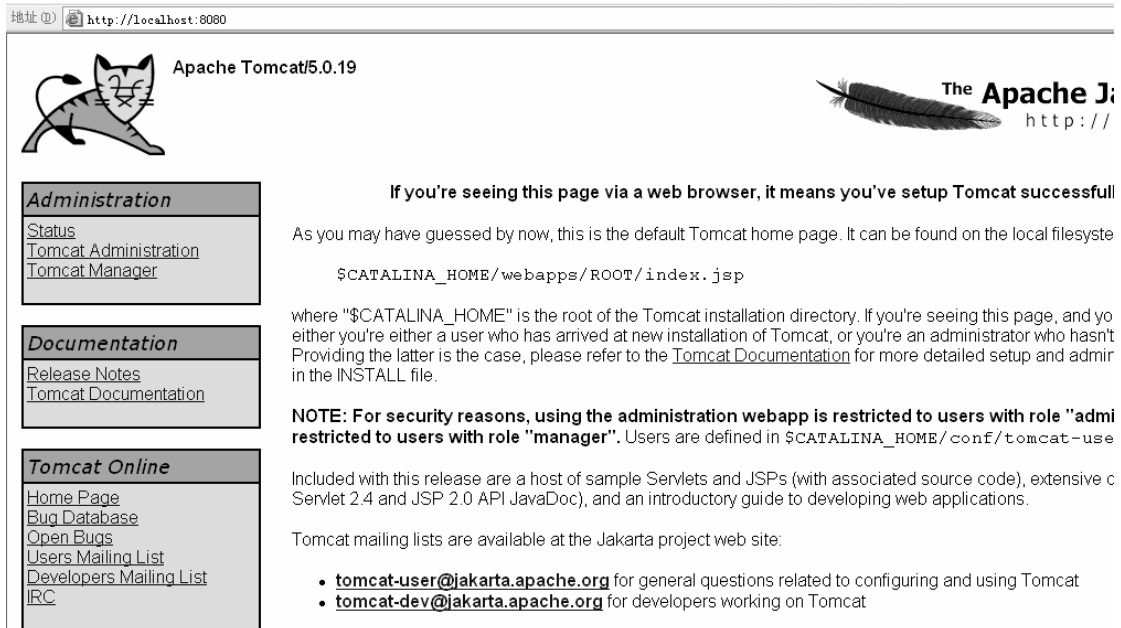 地址(D) http://localhost:8080
Apache Tomcat/5.0.19
The Apache Ja
http://
Administration
Status
Tomcat Administration
Tomcat Manager
Documentation
Release Notes
Tomcat Documentation
Tomcat Online
Home Page
Bug Database
Open Bugs
Users Mailing List
Developers Mailing List
IRC
If you're seeing this page via a web browser, it means you've setup Tomcat successfull
As you may have guessed by now, this is the default Tomcat home page. It can be found on the local filesyste
$CATALINA_HOME/webapps/ROOT/index.jsp
where "$CATALINA_HOME" is the root of the Tomcat installation directory. If you're seeing this page, and yo
either you're either a user who has arrived at new installation of Tomcat, or you're an administrator who hasn't
Providing the latter is the case, please refer to the Tomcat Documentation for more detailed setup and admin
in the INSTALL file.
NOTE: For security reasons, using the administration webapp is restricted to users with role "admi
restricted to users with role "manager". Users are defined in $CATALINA_HOME/conf/tomcat-use
Included with this release are a host of sample Servlets and JSPs (with associated source code), extensive c
Servlet 2.4 and JSP 2.0 API JavaDoc), and an introductory guide to developing web applications.
Tomcat mailing lists are available at the Jakarta project web site:
• tomcat-user@jakarta.apache.org for general questions related to configuring and using Tomcat
• tomcat-dev@jakarta.apache.org for developers working on Tomcat